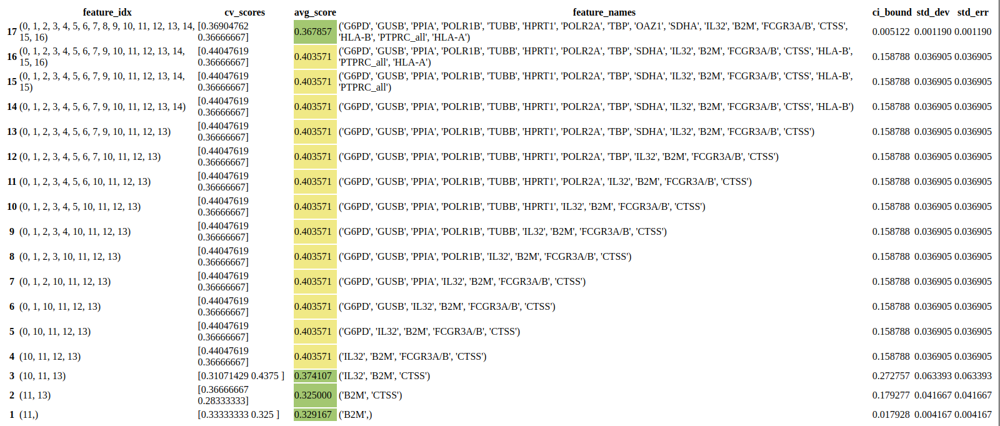 feature_idx cv_scores avg_score feature_names ci_bound std_dev std_err
17 (0, 1, 2, 3, 4, 5, 6, 7, 8, 9, 10, 11, 12, 13, 14, 15, 16) [0.36904762 0.36666667] 0.367857 ('G6PD', 'GUSB', 'PPIA', 'POLR1B', 'TUBB', 'HPRT1', 'POLR2A', 'TBP', 'OAZ1', 'SDHA', 'IL32', 'B2M', 'FCGR3A/B', 'CTSS', 'HLA-B', 'PTPRC_all', 'HLA-A') 0.005122 0.001190 0.001190
16 (0, 1, 2, 3, 4, 5, 6, 7, 9, 10, 11, 12, 13, 14, 15, 16) [0.44047619 0.36666667] 0.403571 ('G6PD', 'GUSB', 'PPIA', 'POLR1B', 'TUBB', 'HPRT1', 'POLR2A', 'TBP', 'SDHA', 'IL32', 'B2M', 'FCGR3A/B', 'CTSS', 'HLA-B', 'PTPRC_all', 'HLA-A') 0.158788 0.036905 0.036905
15 (0, 1, 2, 3, 4, 5, 6, 7, 9, 10, 11, 12, 13, 14, 15) [0.44047619 0.36666667] 0.403571 ('G6PD', 'GUSB', 'PPIA', 'POLR1B', 'TUBB', 'HPRT1', 'POLR2A', 'TBP', 'SDHA', 'IL32', 'B2M', 'FCGR3A/B', 'CTSS', 'HLA-B', 'PTPRC_all') 0.158788 0.036905 0.036905
14 (0, 1, 2, 3, 4, 5, 6, 7, 9, 10, 11, 12, 13, 14) [0.44047619 0.36666667] 0.403571 ('G6PD', 'GUSB', 'PPIA', 'POLR1B', 'TUBB', 'HPRT1', 'POLR2A', 'TBP', 'SDHA', 'IL32', 'B2M', 'FCGR3A/B', 'CTSS', 'HLA-B') 0.158788 0.036905 0.036905
13 (0, 1, 2, 3, 4, 5, 6, 7, 9, 10, 11, 12, 13) [0.44047619 0.36666667] 0.403571 ('G6PD', 'GUSB', 'PPIA', 'POLR1B', 'TUBB', 'HPRT1', 'POLR2A', 'TBP', 'SDHA', 'IL32', 'B2M', 'FCGR3A/B', 'CTSS') 0.158788 0.036905 0.036905
12 (0, 1, 2, 3, 4, 5, 6, 7, 10, 11, 12, 13) [0.44047619 0.36666667] 0.403571 ('G6PD', 'GUSB', 'PPIA', 'POLR1B', 'TUBB', 'HPRT1', 'POLR2A', 'TBP', 'IL32', 'B2M', 'FCGR3A/B', 'CTSS') 0.158788 0.036905 0.036905
11 (0, 1, 2, 3, 4, 5, 6, 10, 11, 12, 13) [0.44047619 0.36666667] 0.403571 ('G6PD', 'GUSB', 'PPIA', 'POLR1B', 'TUBB', 'HPRT1', 'POLR2A', 'IL32', 'B2M', 'FCGR3A/B', 'CTSS') 0.158788 0.036905 0.036905
10 (0, 1, 2, 3, 4, 5, 10, 11, 12, 13) [0.44047619 0.36666667] 0.403571 ('G6PD', 'GUSB', 'PPIA', 'POLR1B', 'TUBB', 'HPRT1', 'IL32', 'B2M', 'FCGR3A/B', 'CTSS') 0.158788 0.036905 0.036905
9 (0, 1, 2, 3, 4, 10, 11, 12, 13) [0.44047619 0.36666667] 0.403571 ('G6PD', 'GUSB', 'PPIA', 'POLR1B', 'TUBB', 'IL32', 'B2M', 'FCGR3A/B', 'CTSS') 0.158788 0.036905 0.036905
8 (0, 1, 2, 3, 10, 11, 12, 13) [0.44047619 0.36666667] 0.403571 ('G6PD', 'GUSB', 'PPIA', 'POLR1B', 'IL32', 'B2M', 'FCGR3A/B', 'CTSS') 0.158788 0.036905 0.036905
7 (0, 1, 2, 10, 11, 12, 13) [0.44047619 0.36666667] 0.403571 ('G6PD', 'GUSB', 'PPIA', 'IL32', 'B2M', 'FCGR3A/B', 'CTSS') 0.158788 0.036905 0.036905
6 (0, 1, 10, 11, 12, 13) [0.44047619 0.36666667] 0.403571 ('G6PD', 'GUSB', 'IL32', 'B2M', 'FCGR3A/B', 'CTSS') 0.158788 0.036905 0.036905
5 (0, 10, 11, 12, 13) [0.44047619 0.36666667] 0.403571 ('G6PD', 'IL32', 'B2M', 'FCGR3A/B', 'CTSS') 0.158788 0.036905 0.036905
4 (10, 11, 12, 13) [0.44047619 0.36666667] 0.403571 ('IL32', 'B2M', 'FCGR3A/B', 'CTSS') 0.158788 0.036905 0.036905
3 (10, 11, 13) [0.31071429 0.4375 ] 0.374107 ('IL32', 'B2M', 'CTSS') 0.272757 0.063393 0.063393
2 (11, 13) [0.36666667 0.28333333] 0.325000 ('B2M', 'CTSS') 0.179277 0.041667 0.041667
1 (11,) [0.33333333 0.325 ] 0.329167 ('B2M',) 0.017928 0.004167 0.004167